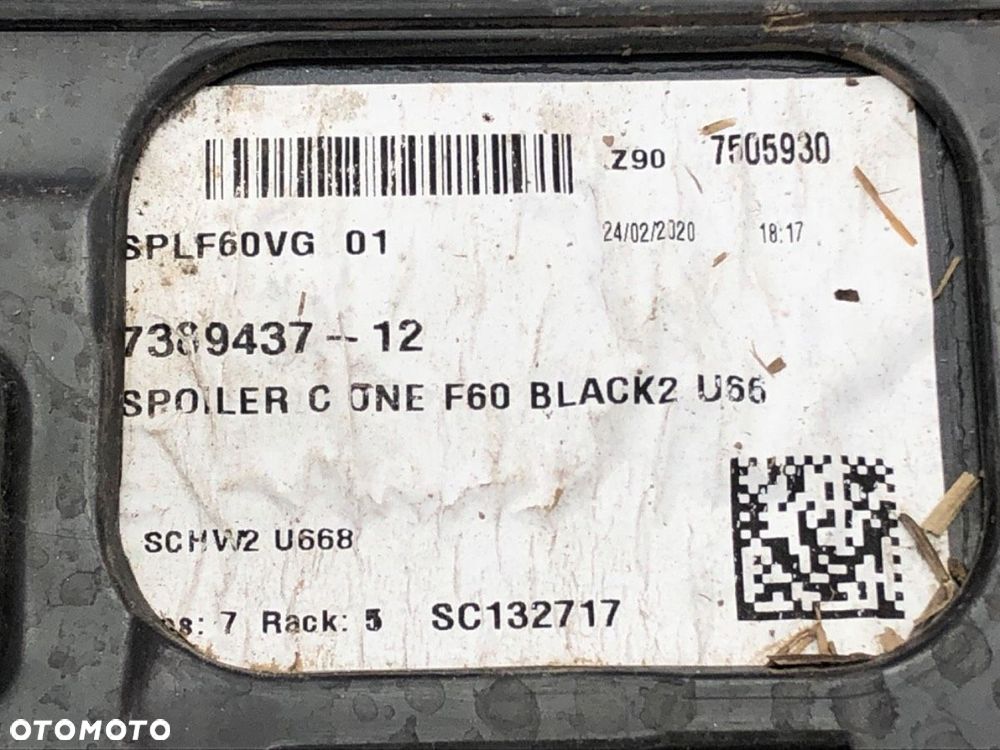 Z90 7505930
SPLF60VG 01 24/02/2020 18:17
7389437--12
SPOILER C ONE F60 BLACK2 U66
SCHW2 U668
s: 7 Rack: 5 SC132717
OTOMOTO